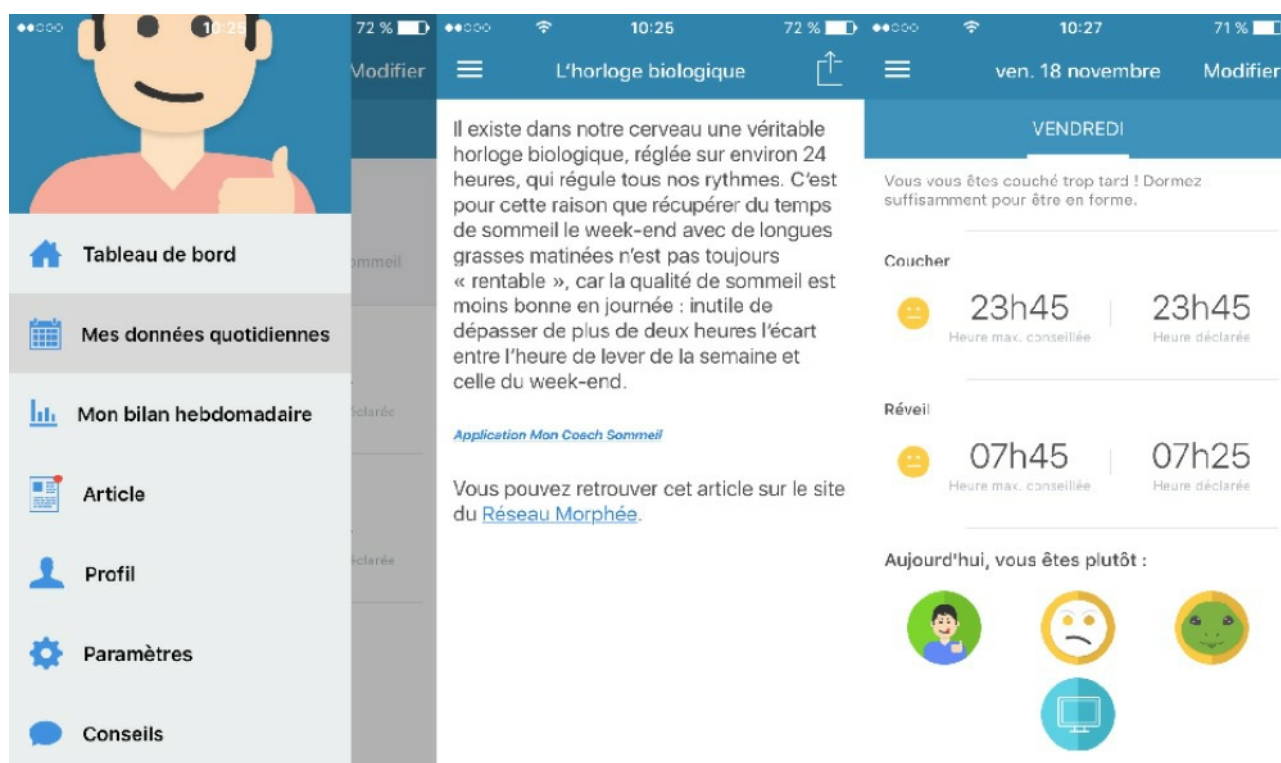 10:25
72 %
Modifier
Tableau de bord
ommeil
Mes données quotidiennes
Mon bilan hebdomadaire
éclarée
Article
Profil
éclarée
Paramètres
Conseils
10:25
72 %
L'horloge biologique
Il existe dans notre cerveau une véritable
horloge biologique, réglée sur environ 24
heures, qui régule tous nos rythmes. C'est
pour cette raison que récupérer du temps
de sommeil le week-end avec de longues
grasses matinées n'est pas toujours
« rentable », car la qualité de sommeil est
moins bonne en journée : inutile de
dépasser de plus de deux heures l'écart
entre l'heure de lever de la semaine et
celle du week-end.
Application Mon Coach Sommeil
Vous pouvez retrouver cet article sur le site
du Réseau Morphée.
10:27
71 %
ven. 18 novembre
Modifier
VENDREDI
Vous vous êtes couché trop tard ! Dormez
suffisamment pour être en forme.
Coucher
23h45
23h45
Heure max. conseillée
Heure déclarée
Réveil
07h45
07h25
Heure max. conseillée
Heure déclarée
Aujourd'hui, vous êtes plutôt :